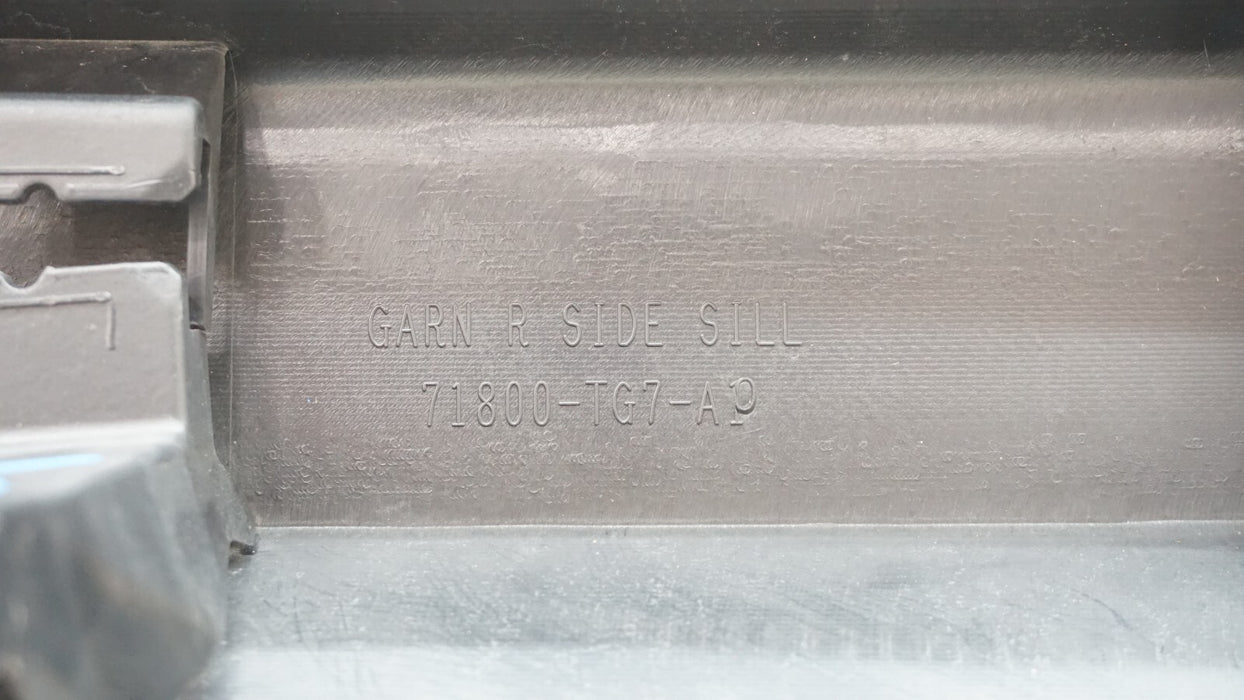 GARN R SIDE SILL
71800-TG7-A